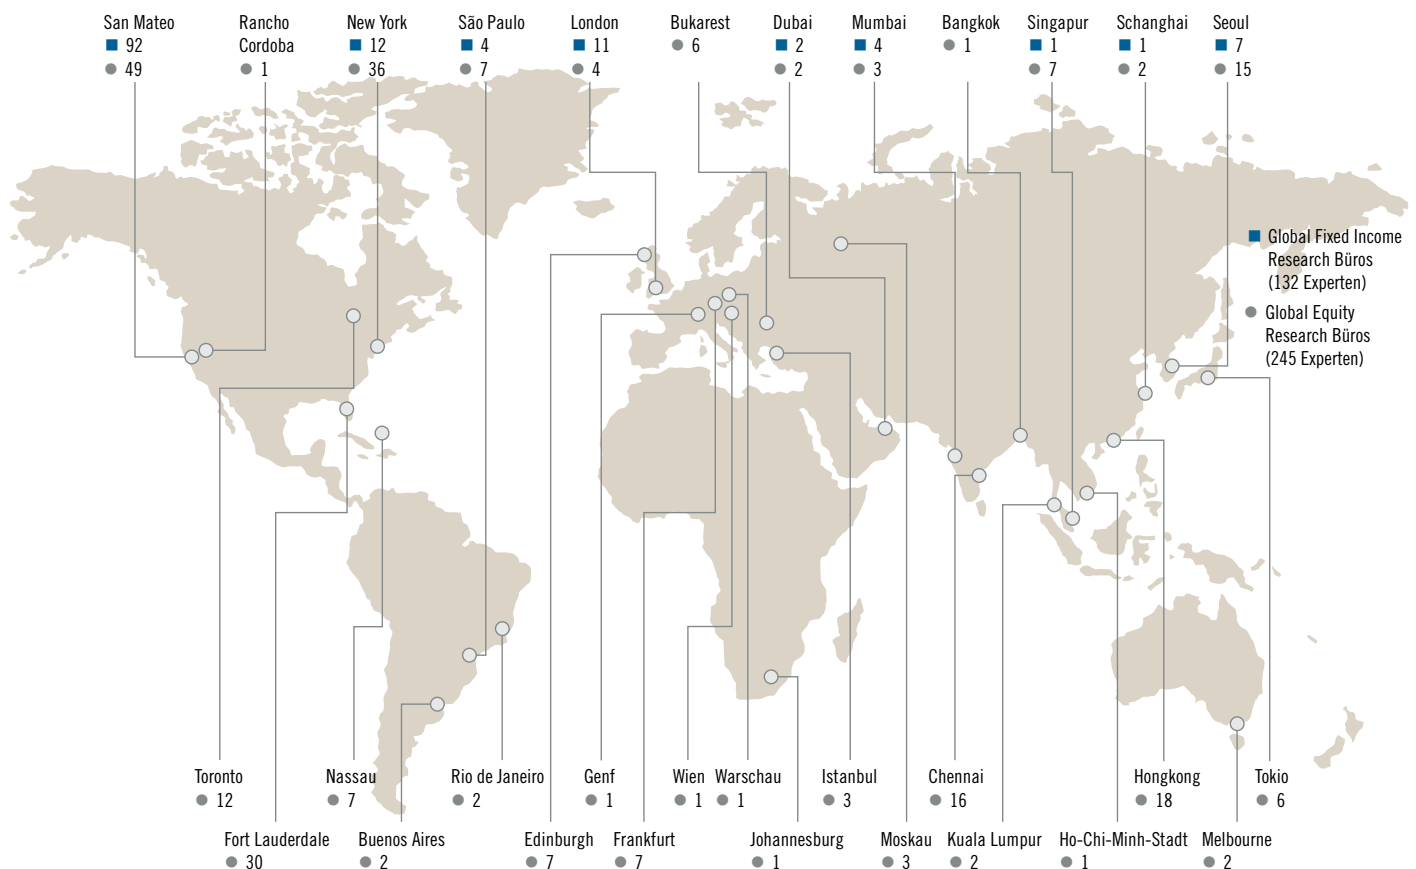 San Mateo
92
49
Rancho
Cordoba
1
New York
12
36
São Paulo
4
7
London
11
4
Bukarest
6
Dubai
2
2
Mumbai
4
3
Bangkok
1
Singapur
1
7
Schanghai
1
2
Seoul
7
15
Global Fixed Income
Research Büros
(132 Experten)
Global Equity
Research Büros
(245 Experten)
Toronto
12
Nassau
7
Rio de Janeiro
2
Genf
1
Wien
1
Warschau
1
Istanbul
3
Chennai
16
Hongkong
18
Tokio
6
Fort Lauderdale
30
Buenos Aires
2
Edinburgh
7
Frankfurt
7
Johannesburg
1
Moskau
3
Kuala Lumpur
2
Ho-Chi-Minh-Stadt
1
Melbourne
2